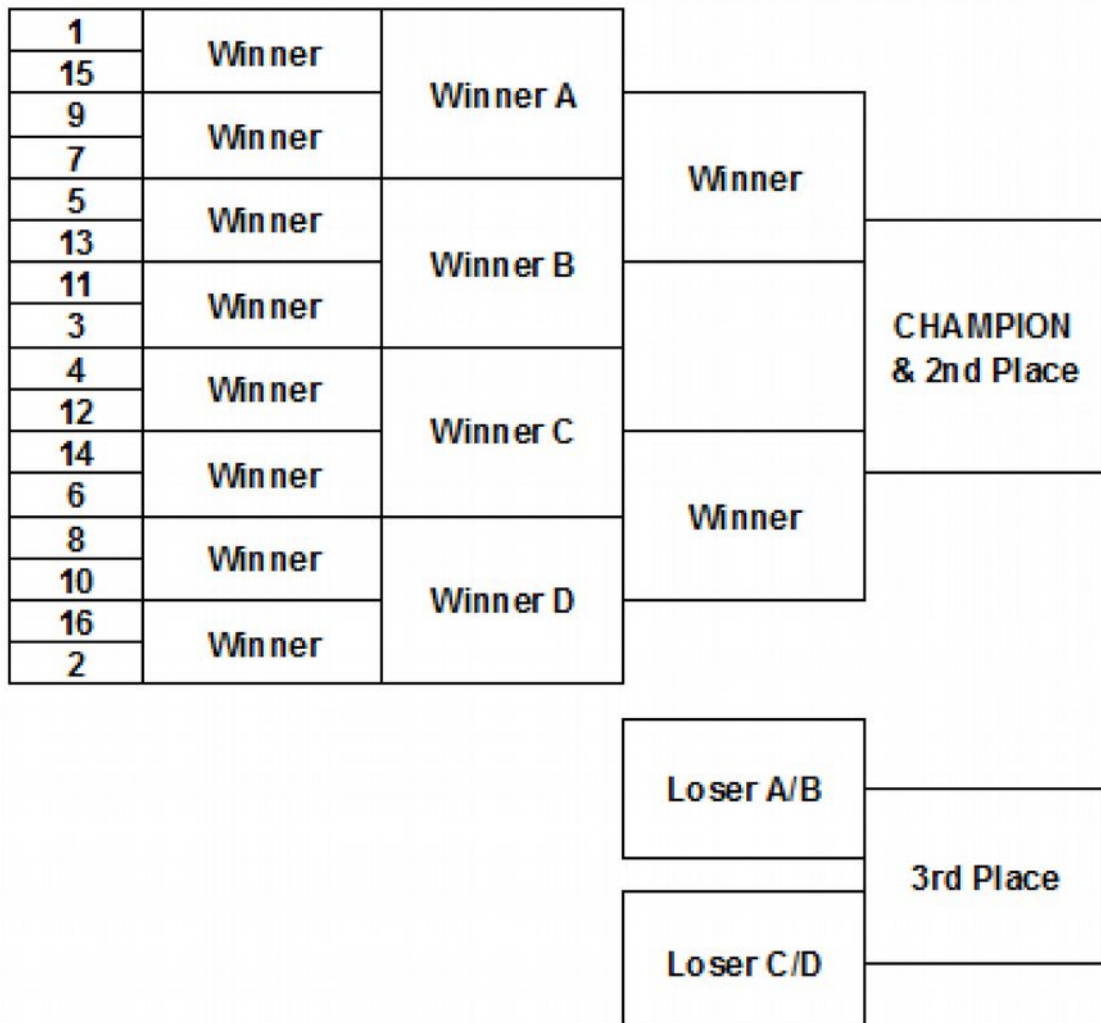 1
15
Winner
Winner A
9
7
Winner
Winner
5
13
Winner
Winner B
11
3
Winner
CHAMPION
& 2nd Place
4
12
Winner
Winner C
14
6
Winner
Winner
8
10
Winner
Winner D
16
2
Winner
Loser A/B
3rd Place
Loser C/D